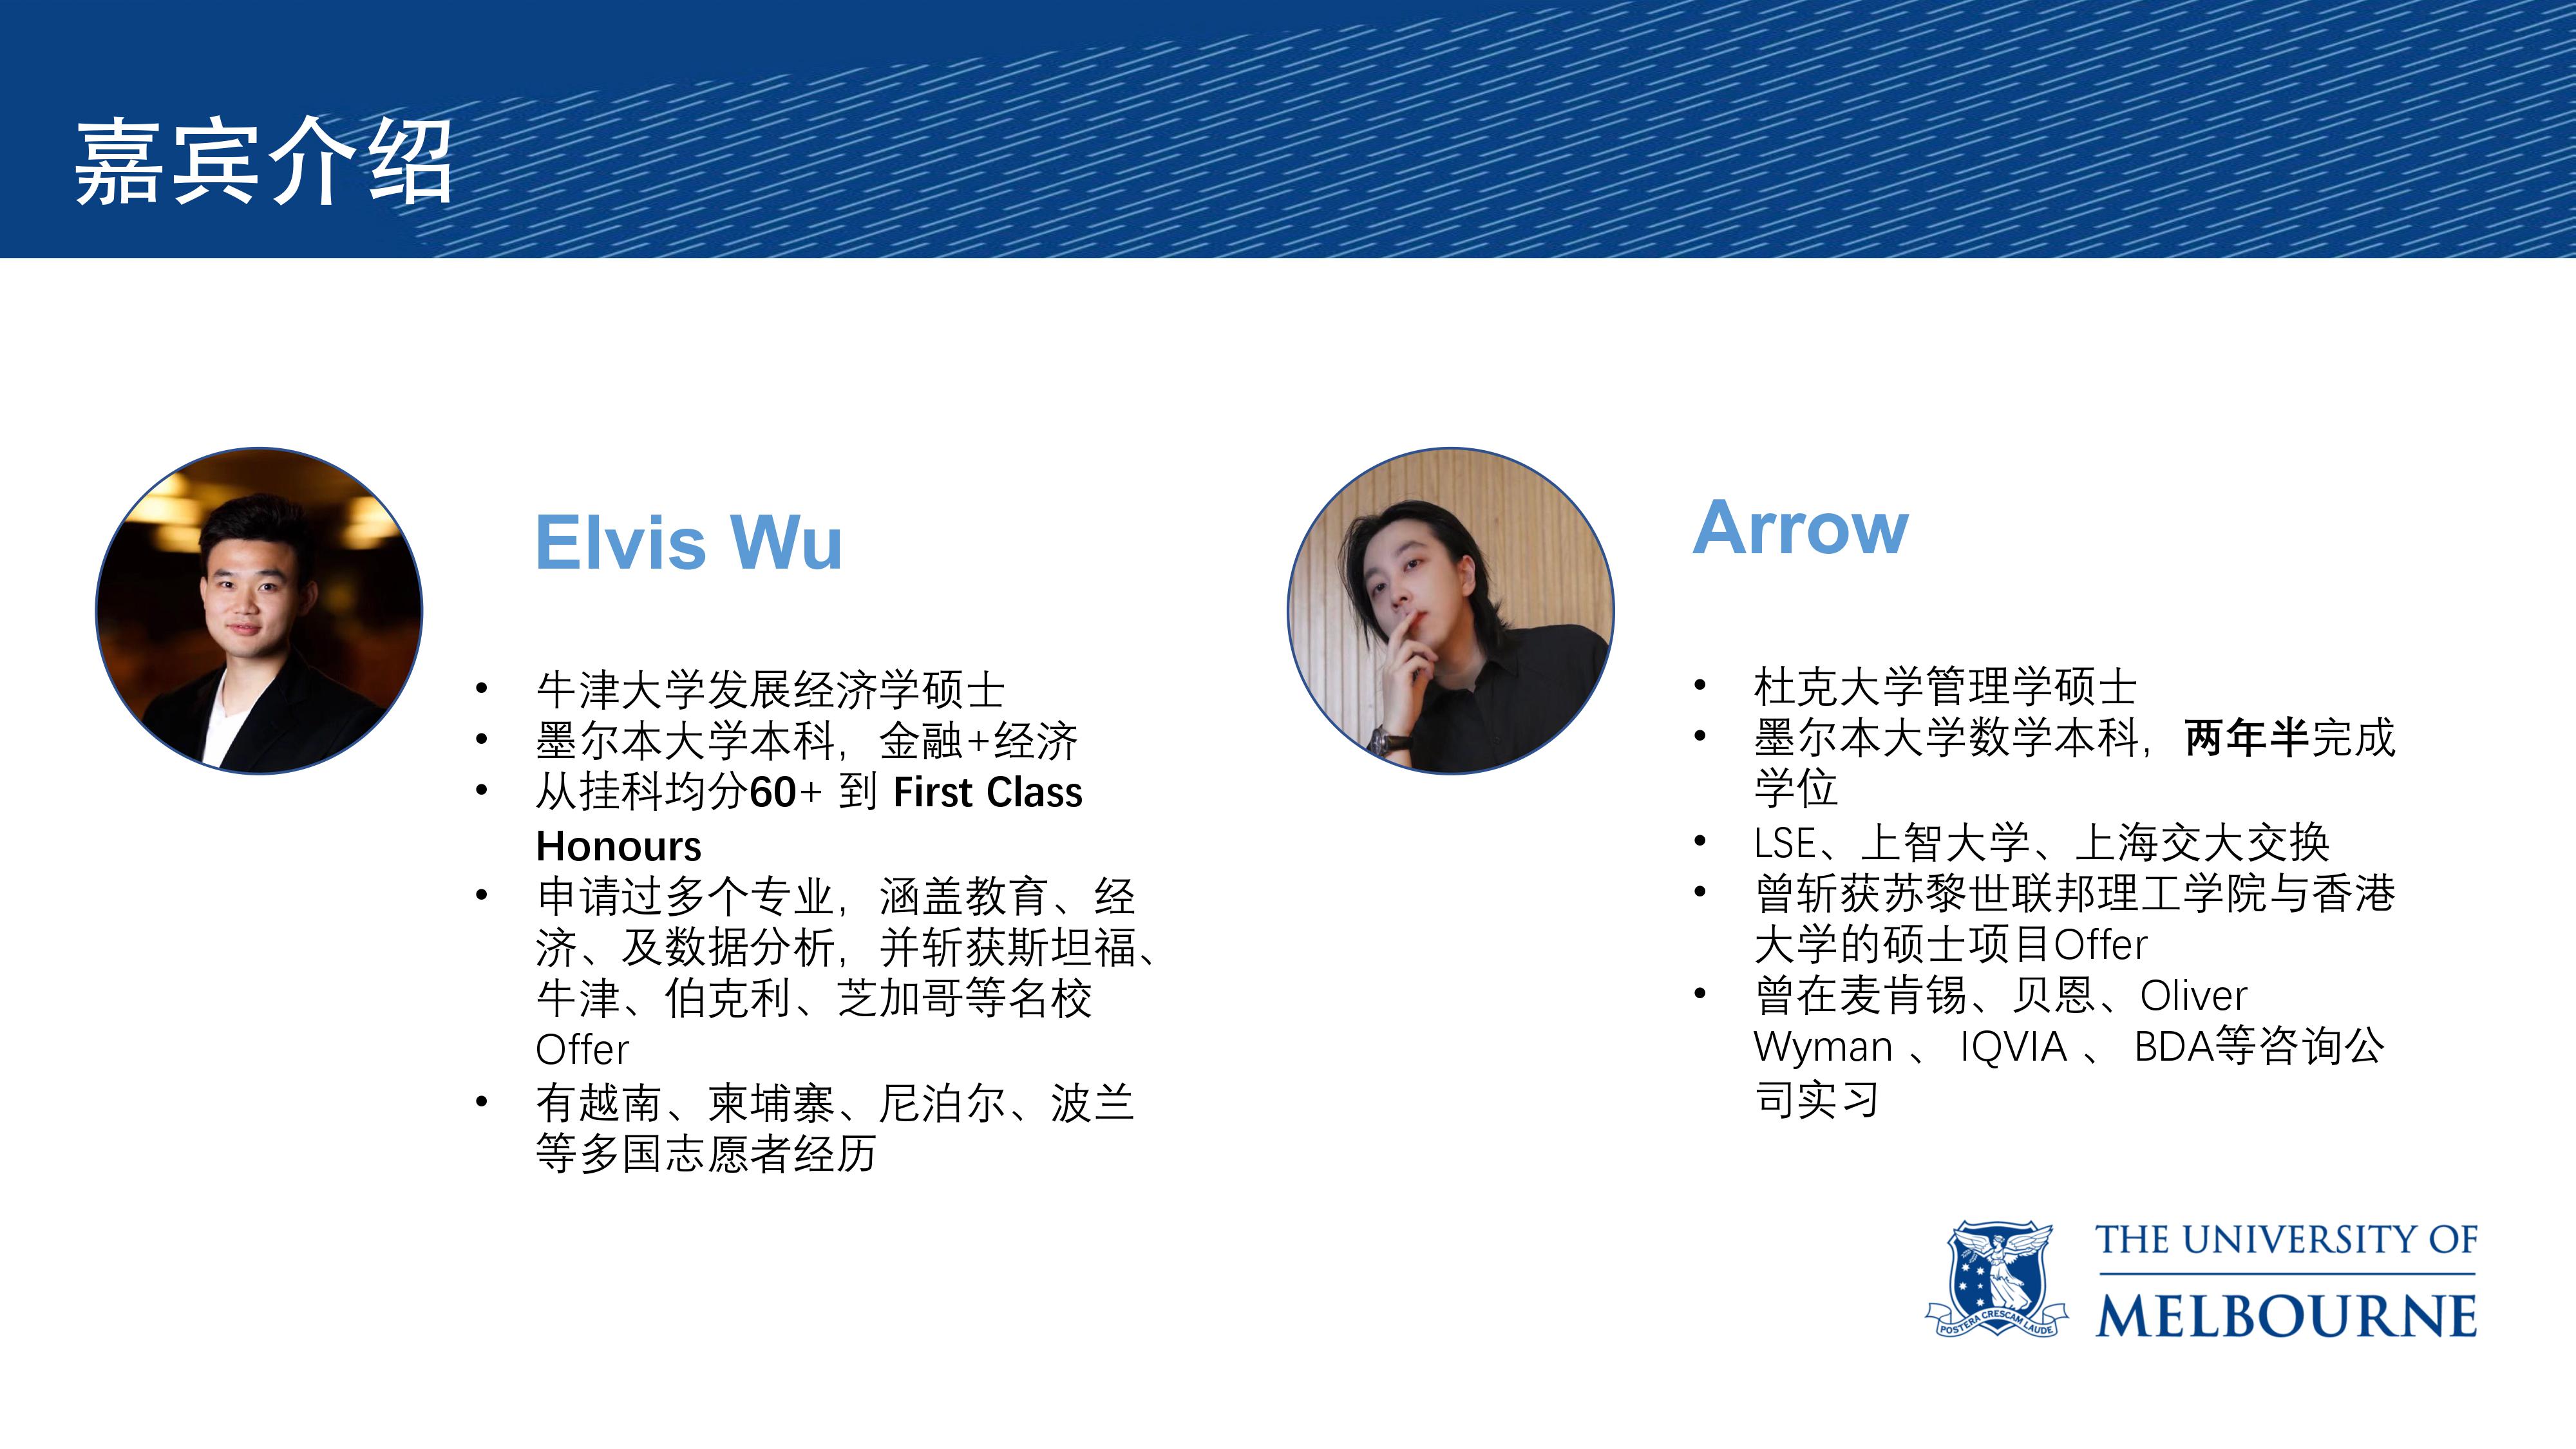 嘉宾介绍
Elvis Wu
• 牛津大学发展经济学硕士
• 墨尔本大学本科，金融+经济
• 从挂科均分60+ 到 First Class
Honours
• 申请过多个专业，涵盖教育、经
济、及数据分析，并斩获斯坦福、
牛津、伯克利、芝加哥等名校
Offer
• 有越南、柬埔寨、尼泊尔、波兰
等多国志愿者经历
Arrow
• 杜克大学管理学硕士
• 墨尔本大学数学本科，两年半完成
学位
• LSE、上智大学、上海交大交换
• 曾斩获苏黎世联邦理工学院与香港
大学的硕士项目Offer
• 曾在麦肯锡、贝恩、Oliver
Wyman 、 IQVIA 、 BDA等咨询公
司实习
POSTERA CRESCAM LAUDE
THE UNIVERSITY OF
MELBOURNE